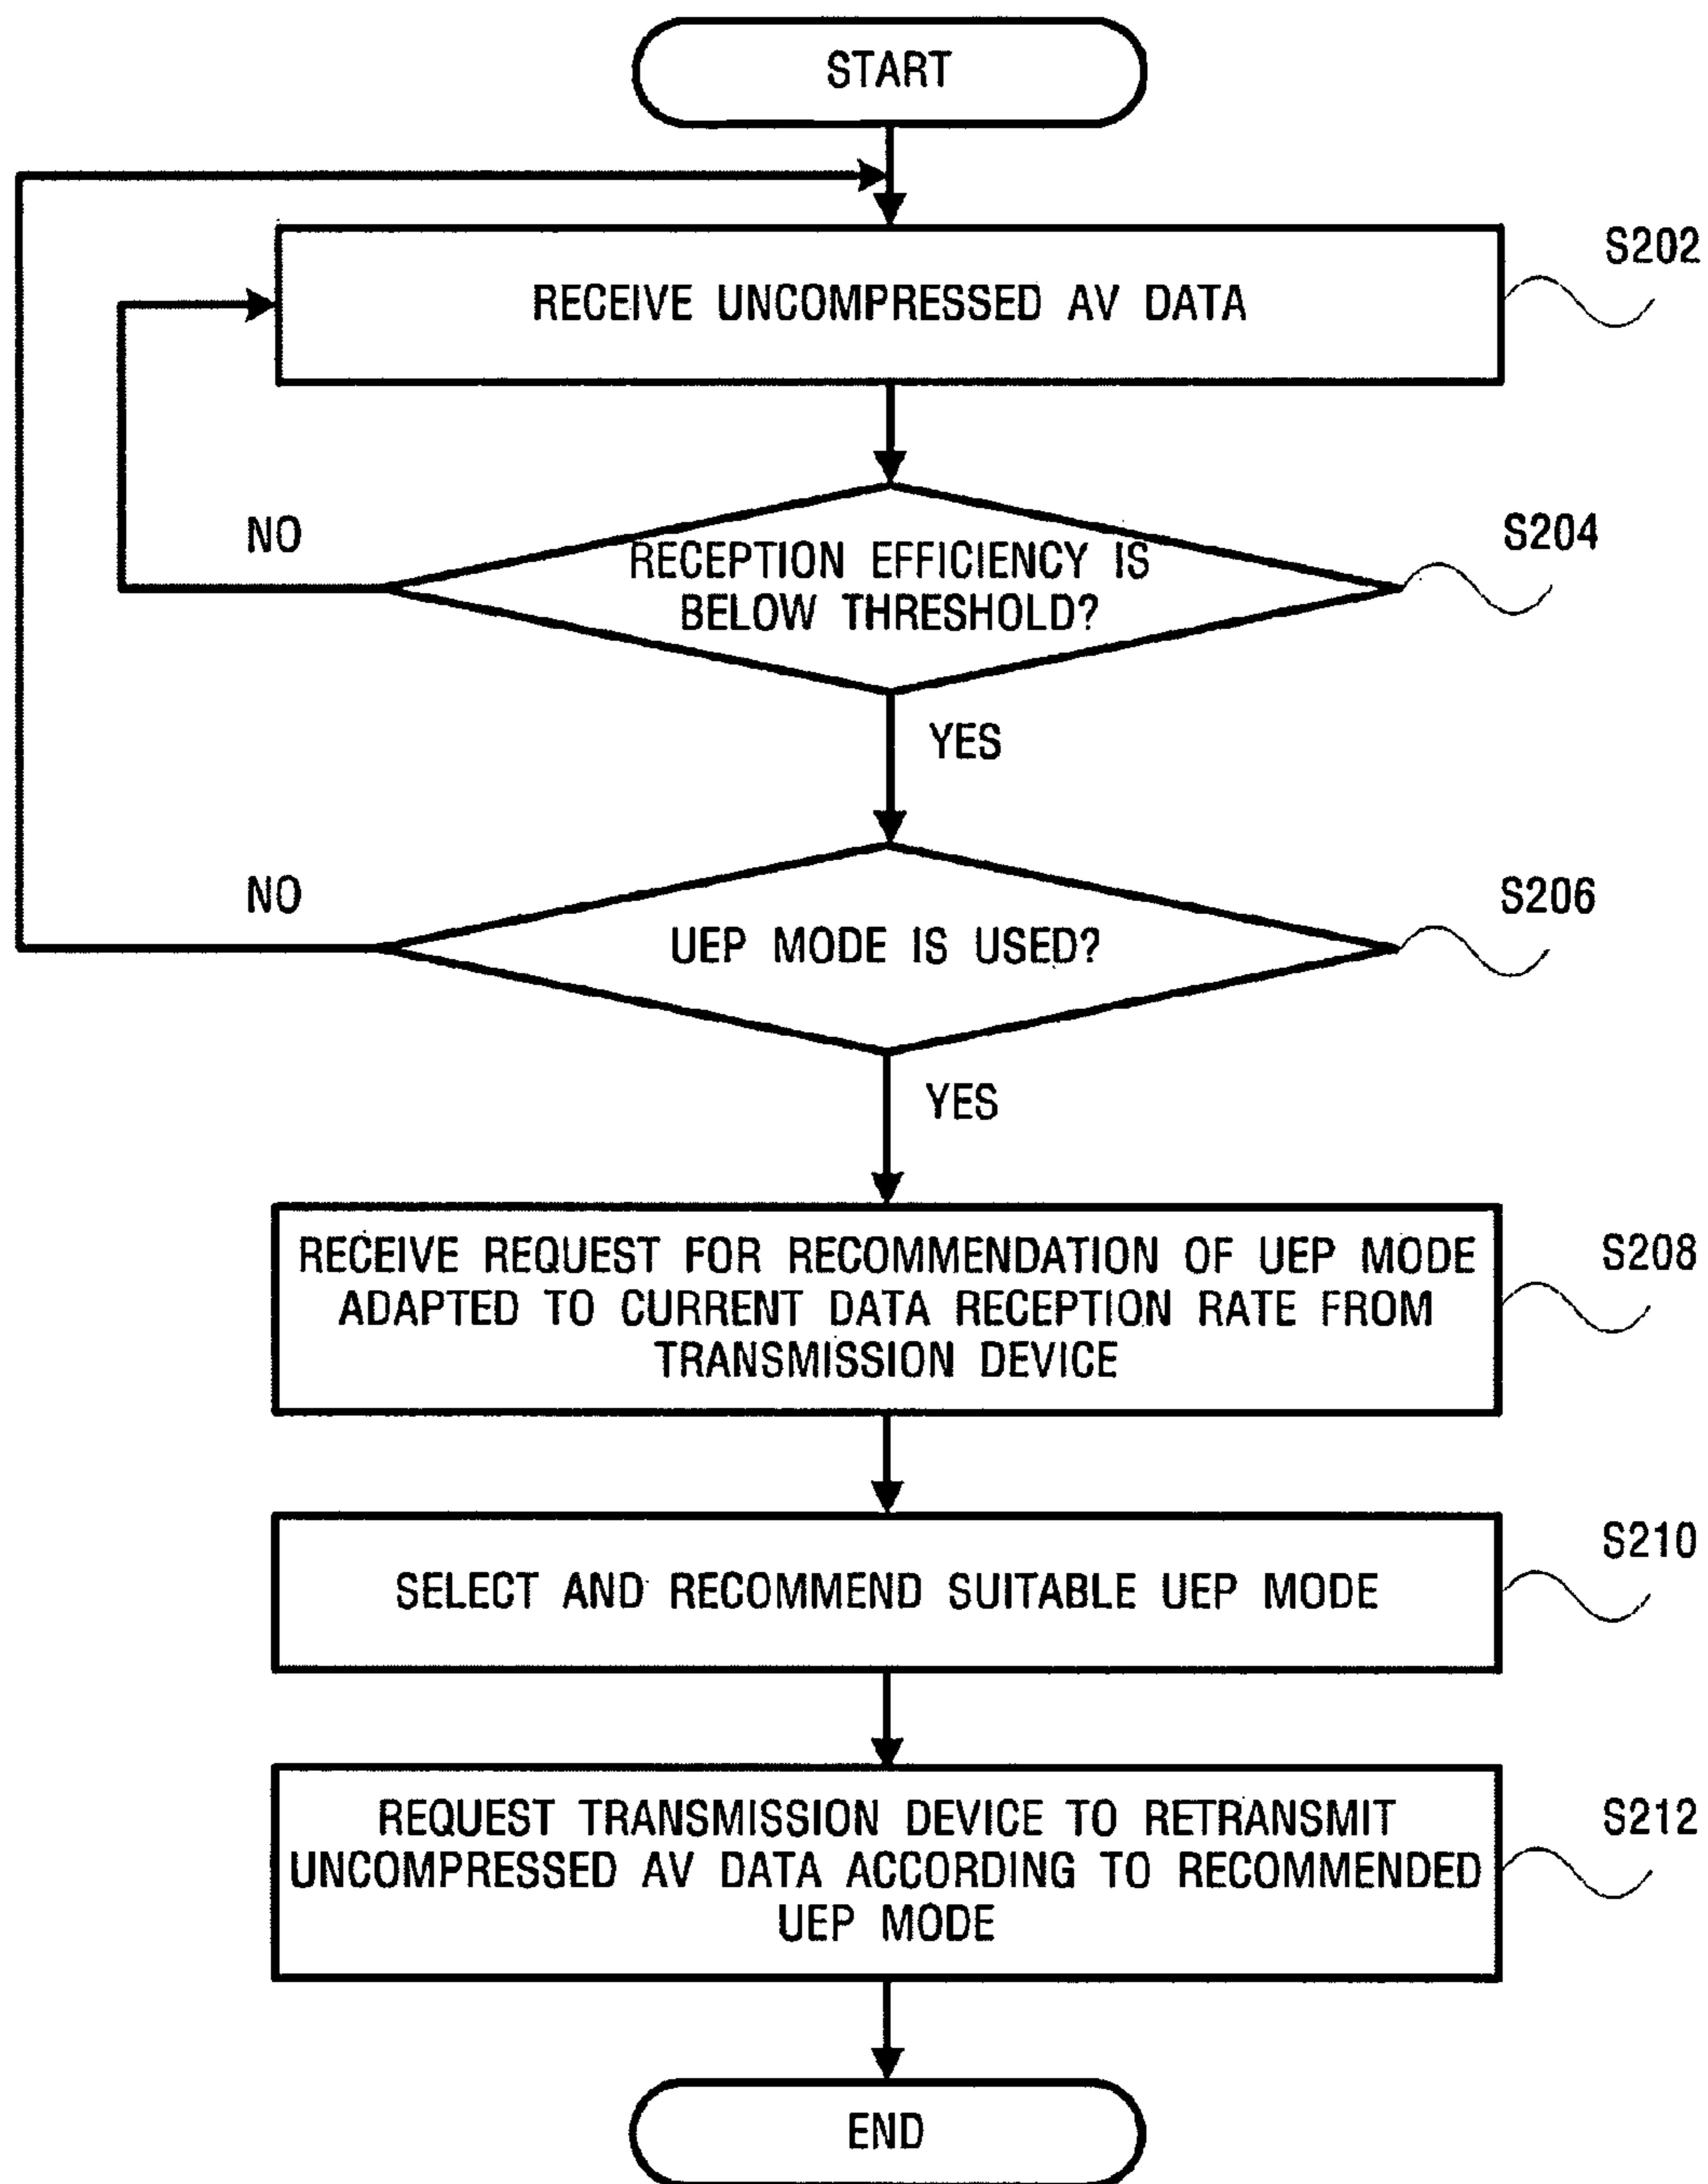 START
RECEIVE UNCOMPRESSED AV DATA
S202
NO
RECEPTION EFFICIENCY IS
BELOW THRESHOLD?
S204
YES
NO
UEP MODE IS USED?
S206
YES
RECEIVE REQUEST FOR RECOMMENDATION OF UEP MODE
ADAPTED TO CURRENT DATA RECEPTION RATE FROM
TRANSMISSION DEVICE
S208
SELECT AND RECOMMEND SUITABLE UEP MODE
S210
REQUEST TRANSMISSION DEVICE TO RETRANSMIT
UNCOMPRESSED AV DATA ACCORDING TO RECOMMENDED
UEP MODE
S212
END